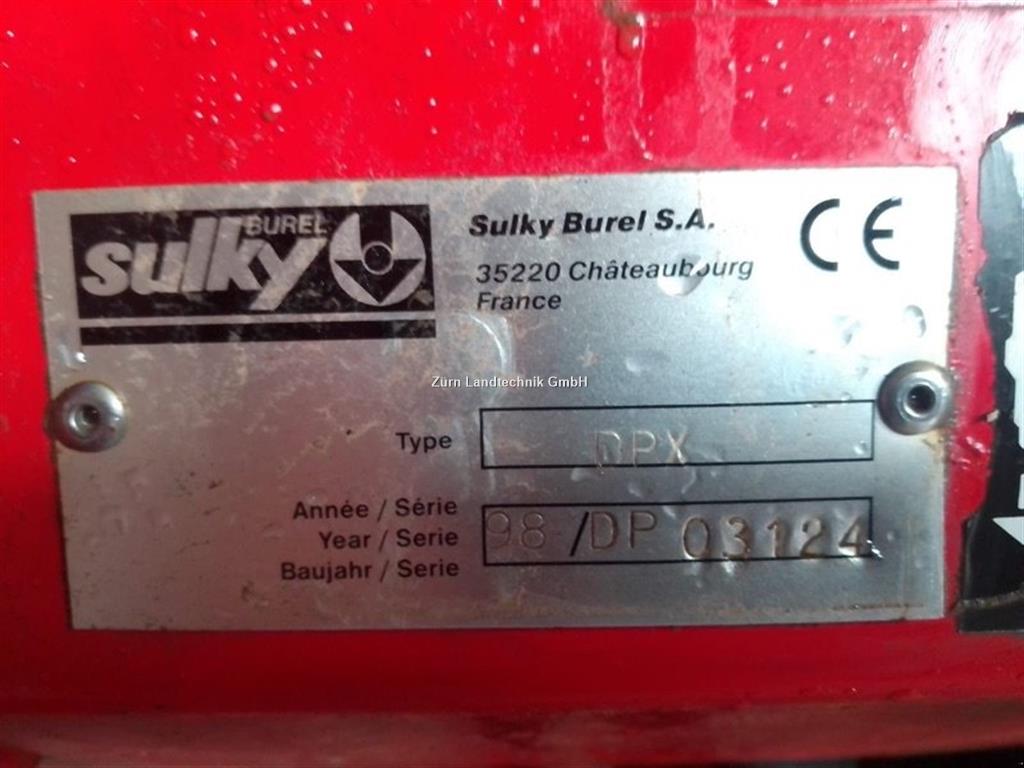 BUREL
sulky
Sulky Burel S.A.
35220 Châteaubourg
France
CE
Zürn Landtechnik GmbH
Type DPX
Année / Série
Year / Serie 98 / DP 03124
Baujahr / Serie